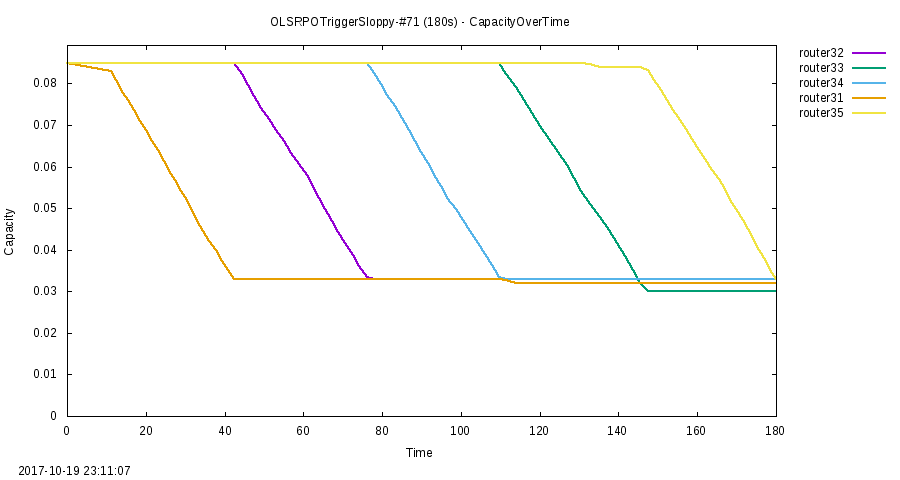 OLSRPOTriggerSloppy-#71 (180s) - CapacityOverTime
router32
router33
router34
router31
router35
Capacity
0.08
0.07
0.06
0.05
0.04
0.03
0.02
0.01
0
0 20 40 60 80 100 120 140 160 180
Time
2017-10-19 23:11:07